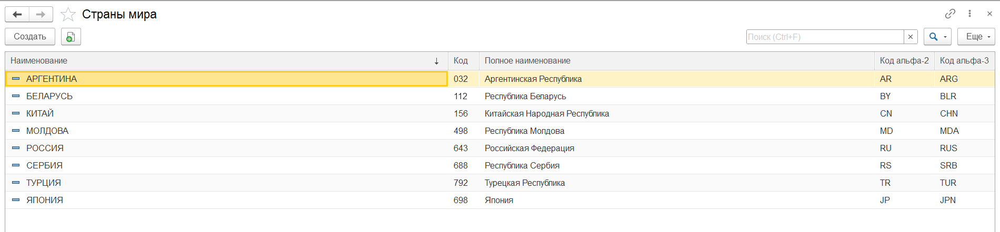 Страны мира
Создать
Поиск (Ctrl+F)
Еще
Наименование Код Полное наименование Код альфа-2 Код альфа-3
АРГЕНТИНА 032 Аргентинская Республика AR ARG
БЕЛАРУСЬ 112 Республика Беларусь BY BLR
КИТАЙ 156 Китайская Народная Республика CN CHN
МОЛДОВА 498 Республика Молдова MD MDA
РОССИЯ 643 Российская Федерация RU RUS
СЕРБИЯ 688 Республика Сербия RS SRB
ТУРЦИЯ 792 Турецкая Республика TR TUR
ЯПОНИЯ 698 Япония JP JPN